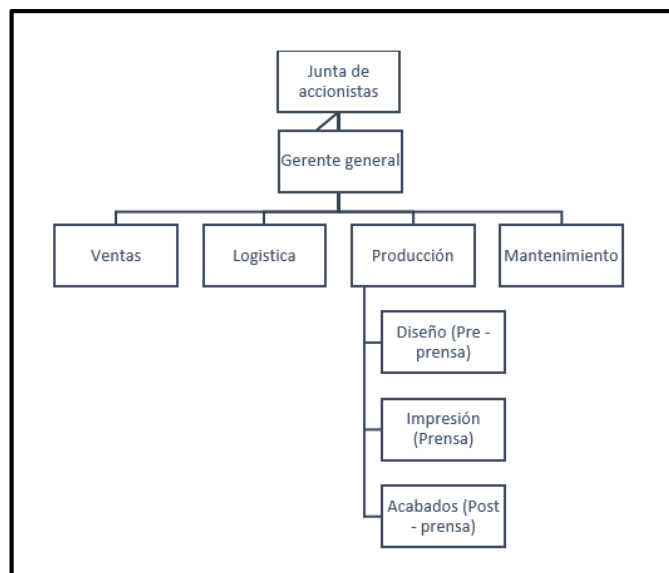 Junta de
accionistas
Gerente general
Ventas
Logistica
Producción
Mantenimiento
Diseño (Pre -
prensa)
Impresión
(Prensa)
Acabados (Post
- prensa)